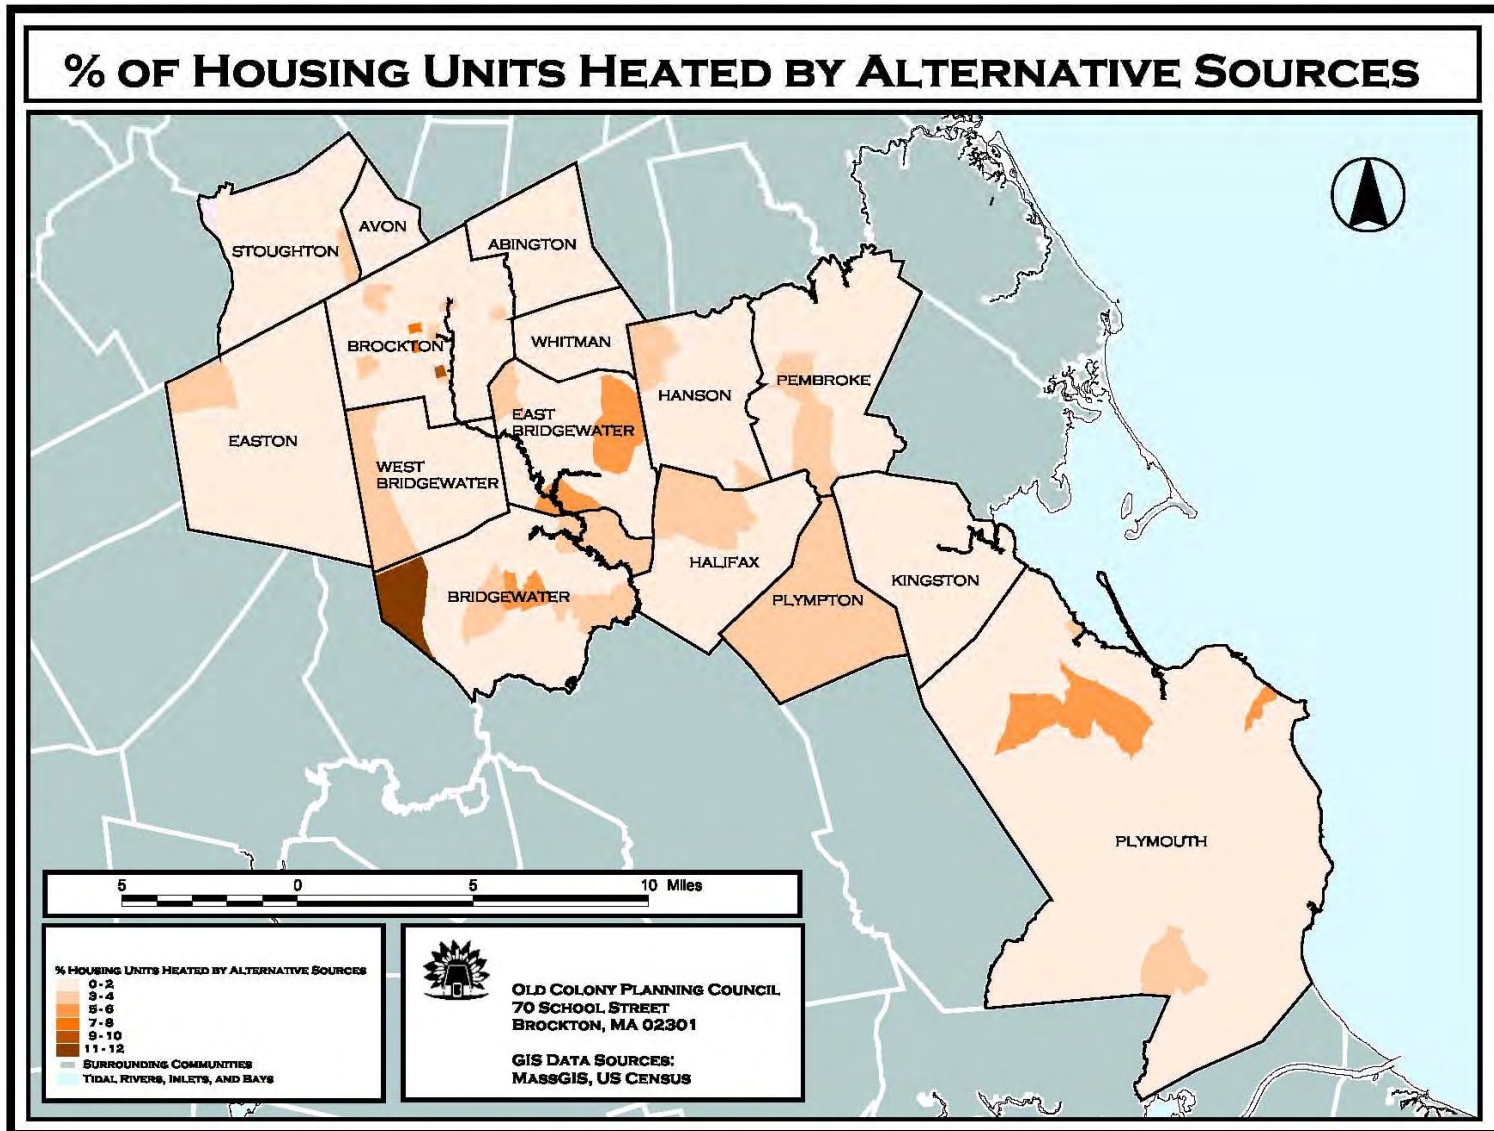 % OF HOUSING UNITS HEATED BY ALTERNATIVE SOURCES
STOUGHTON
AVON
ABINGTON
BROCKTON
WHITMAN
HANSON
PEMBROKE
EASTON
EAST
BRIDGEWATER
WEST
BRIDGEWATER
HALIFAX
BRIDGEWATER
PLYMPTON
KINGSTON
PLYMOUTH
5 0 5 10 Miles
% HOUSING UNITS HEATED BY ALTERNATIVE SOURCES
0-2
3-4
5-6
7-8
9-10
11-12
SURROUNDING COMMUNITIES
TIDAL RIVERS, INLETS, AND BAYS
OLD COLONY PLANNING COUNCIL
70 SCHOOL STREET
BROCKTON, MA 02301
GIS DATA SOURCES:
MASSGIS, US CENSUS